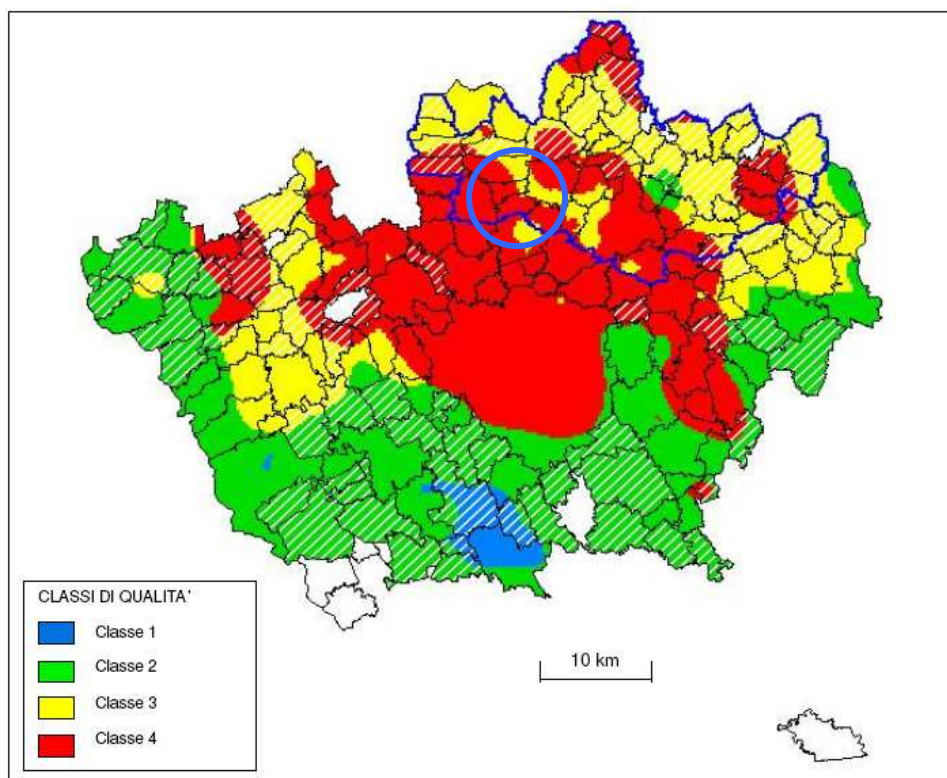 CLASSI DI QUALITA'
Classe 1
Classe 2
Classe 3
Classe 4
10 km